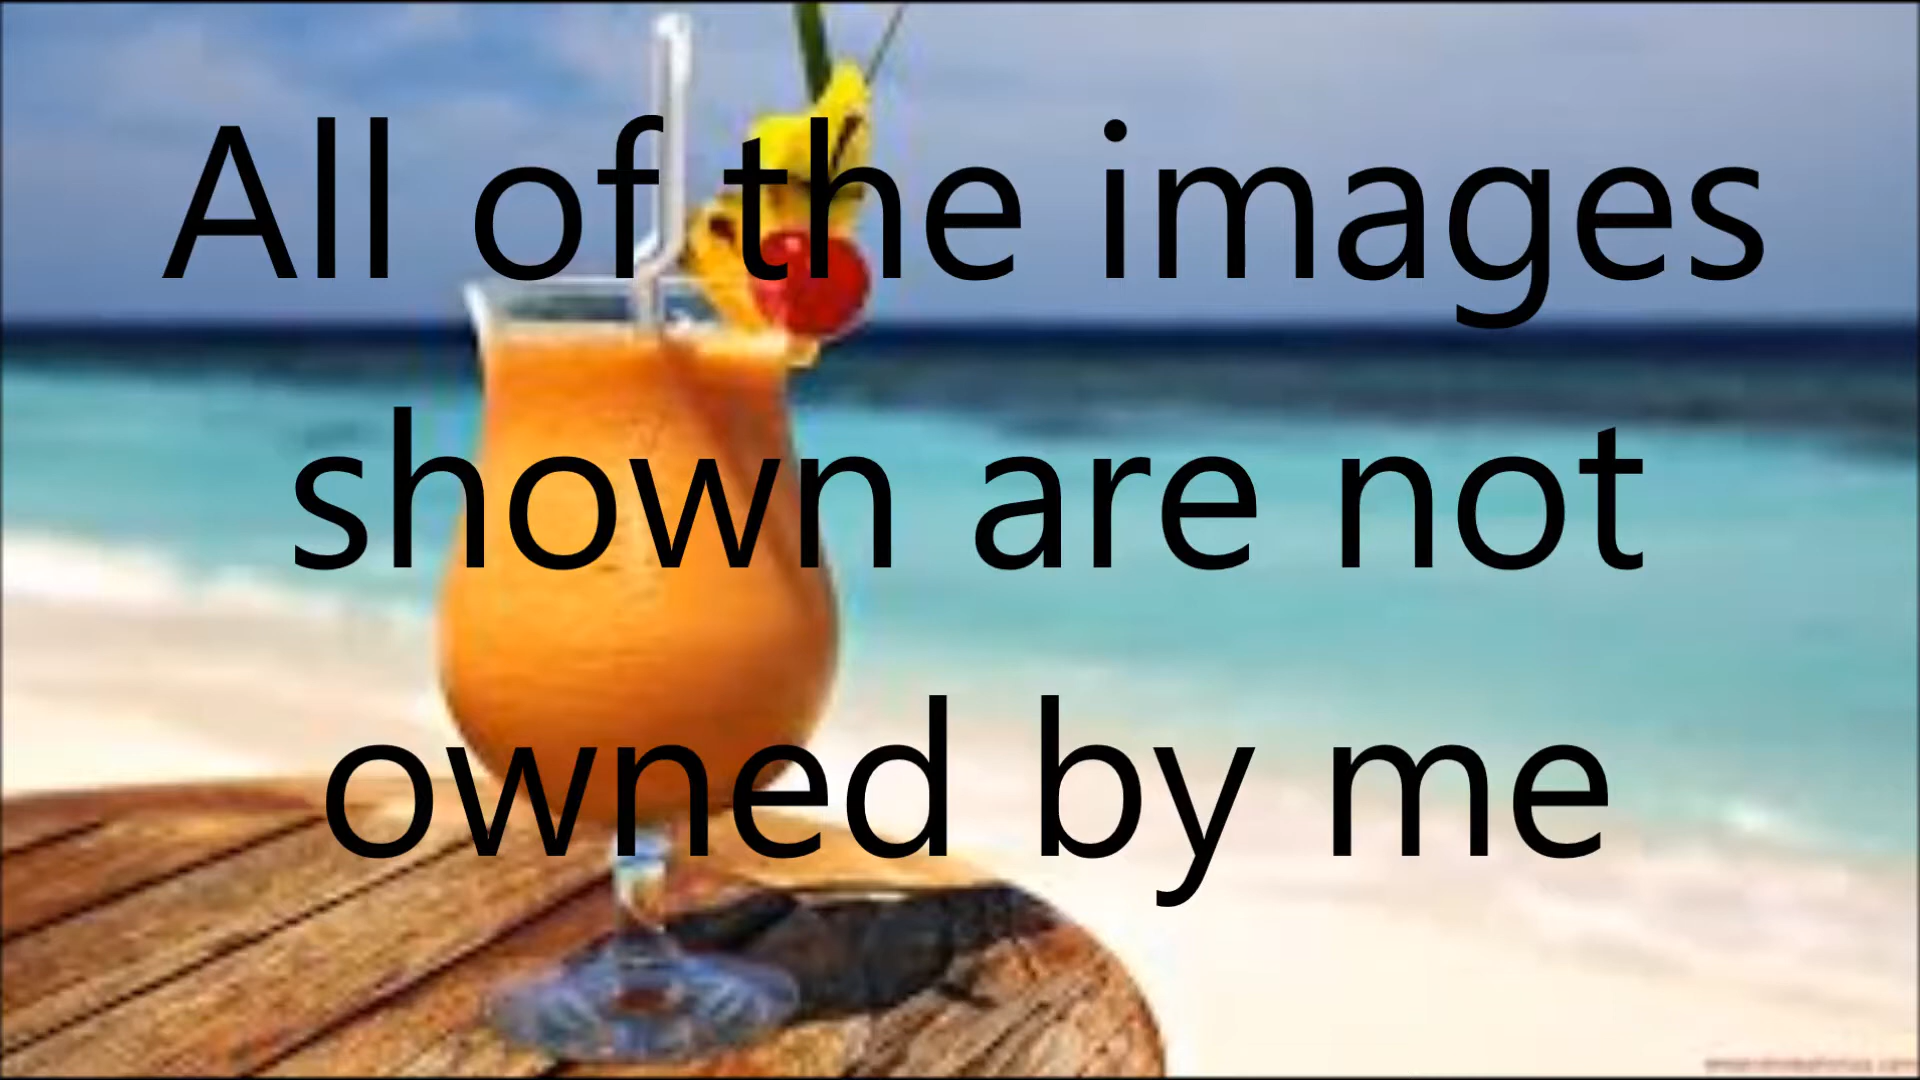 All of the images
shown are not
owned by me